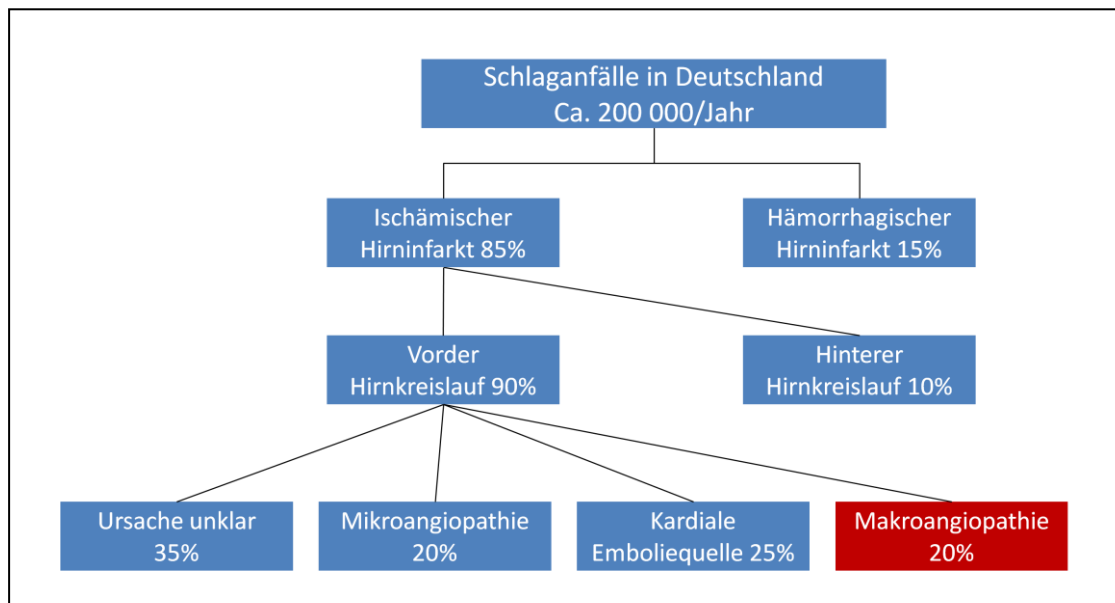 Schlaganfälle in Deutschland
Ca. 200 000/Jahr
Ischämischer
Hirninfarkt 85%
Hämorrhagischer
Hirninfarkt 15%
Vorder
Hirnkreislauf 90%
Hinterer
Hirnkreislauf 10%
Ursache unklar
35%
Mikroangiopathie
20%
Kardiale
Emboliequelle 25%
Makroangiopathie
20%